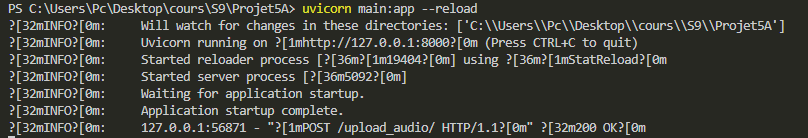 PS C:\Users\Pc\Desktop\cours\S9\Projet5A> uvicorn main:app --reload
?[32mINFO?[0m:     Will watch for changes in these directories: ['C:\\Users\\Pc\\Desktop\\cours\\S9\\Projet5A']
?[32mINFO?[0m:     Uvicorn running on ?[1mhttp://127.0.0.1:8000?[0m (Press CTRL+C to quit)
?[32mINFO?[0m:     Started reloader process [?[36m?[1m19404?[0m] using ?[36m?[1mStatReload?[0m
?[32mINFO?[0m:     Started server process [?[36m5092?[0m]
?[32mINFO?[0m:     Waiting for application startup.
?[32mINFO?[0m:     Application startup complete.
?[32mINFO?[0m:     127.0.0.1:56871 - "?[1mPOST /upload_audio/ HTTP/1.1?[0m" ?[32m200 OK?[0m